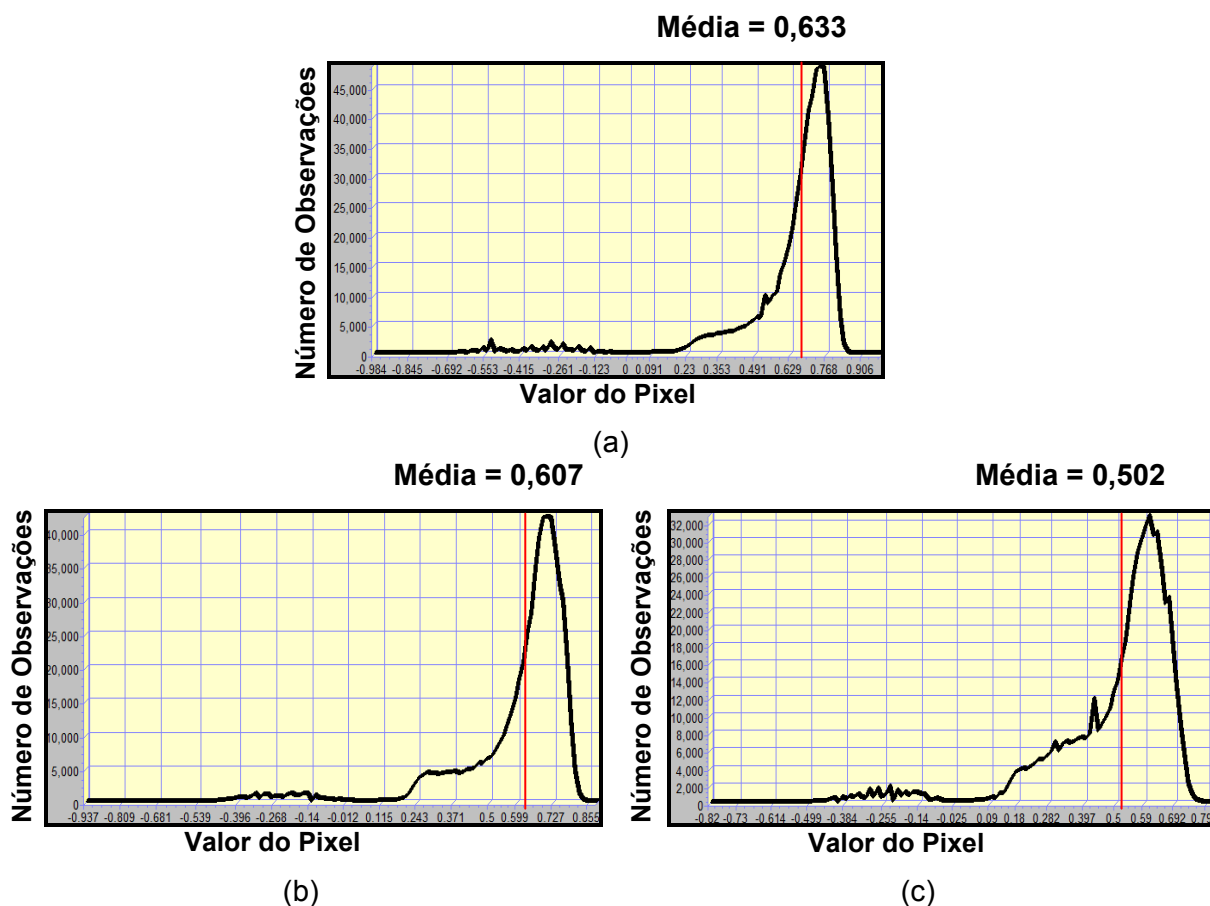 Média = 0,633
Número de Observações
45,000
40,000
35,000
30,000
25,000
20,000
15,000
10,000
5,000
0
-0.984 -0.845 -0.692 -0.553 -0.415 -0.261 -0.123 0 0.091 0.23 0.353 0.491 0.629 0.768 0.906
Valor do Pixel
(a)
Média = 0,607
Número de Observações
40,000
30,000
25,000
20,000
15,000
10,000
5,000
0
-0.937 -0.809 -0.681 -0.539 -0.396 -0.268 -0.14 -0.012 0.115 0.243 0.371 0.5 0.599 0.727 0.855
Valor do Pixel
(b)
Média = 0,502
Número de Observações
32,000
30,000
28,000
26,000
24,000
22,000
20,000
18,000
16,000
14,000
12,000
10,000
8,000
6,000
4,000
2,000
0
-0.82 -0.73 -0.614 -0.499 -0.384 -0.255 -0.14 -0.025 0.09 0.18 0.282 0.397 0.5 0.59 0.692 0.79
Valor do Pixel
(c)